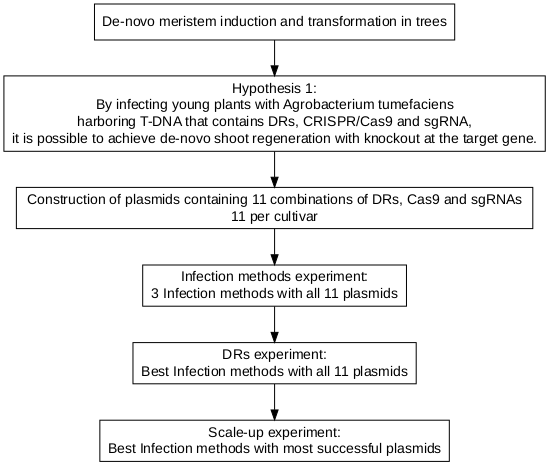 De-novo meristem induction and transformation in trees
Hypothesis 1:
By infecting young plants with Agrobacterium tumefaciens
harboring T-DNA that contains DRs, CRISPR/Cas9 and sgRNA,
it is possible to achieve de-novo shoot regeneration with knockout at the target gene.
Construction of plasmids containing 11 combinations of DRs, Cas9 and sgRNAs
11 per cultivar
Infection methods experiment:
3 Infection methods with all 11 plasmids
DRs experiment:
Best Infection methods with all 11 plasmids
Scale-up experiment:
Best Infection methods with most successful plasmids